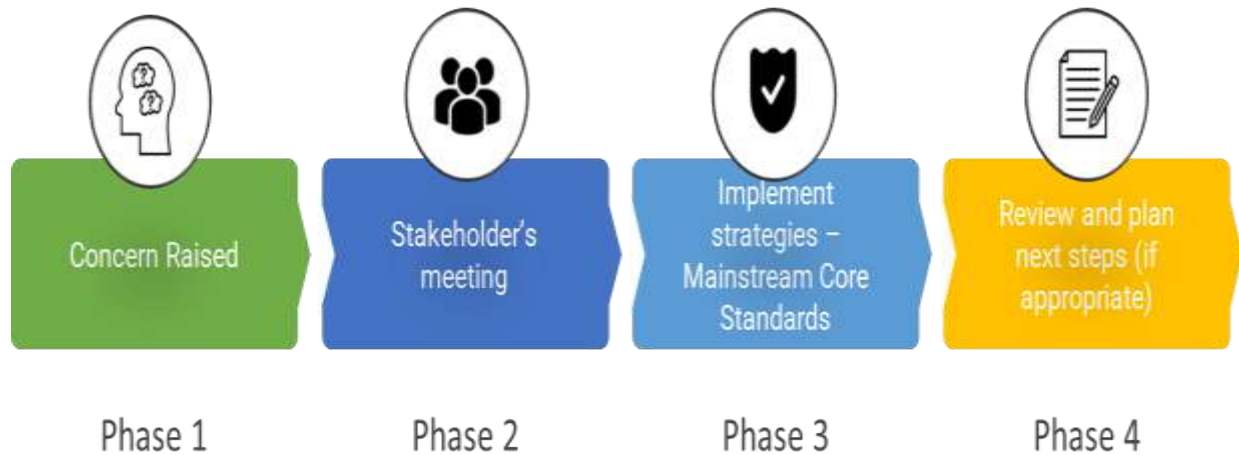 Concern Raised
Stakeholder's
meeting
Implement
strategies –
Mainstream Core
Standards
Review and plan
next steps (if
appropriate)
Phase 1
Phase 2
Phase 3
Phase 4